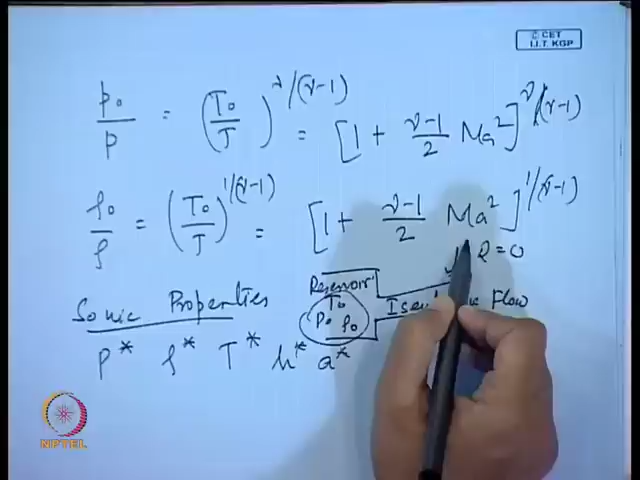 © CET
I.I.T. KGP
p₀/p = (T₀/T)^{γ/(γ-1)} = [1 + (γ-1)/2 Ma²]^{γ/(γ-1)}
ρ₀/ρ = (T₀/T)^{1/(γ-1)} = [1 + (γ-1)/2 Ma²]^{1/(γ-1)}
= 0
Reservoir
Sonic Properties
T₀
Flow
P₀ ρ₀
P* ρ* T* h* a*
NPTEL